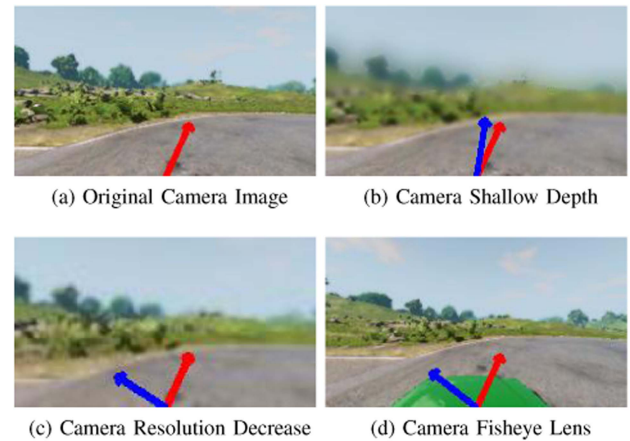 (a) Original Camera Image
(b) Camera Shallow Depth
(c) Camera Resolution Decrease
(d) Camera Fisheye Lens